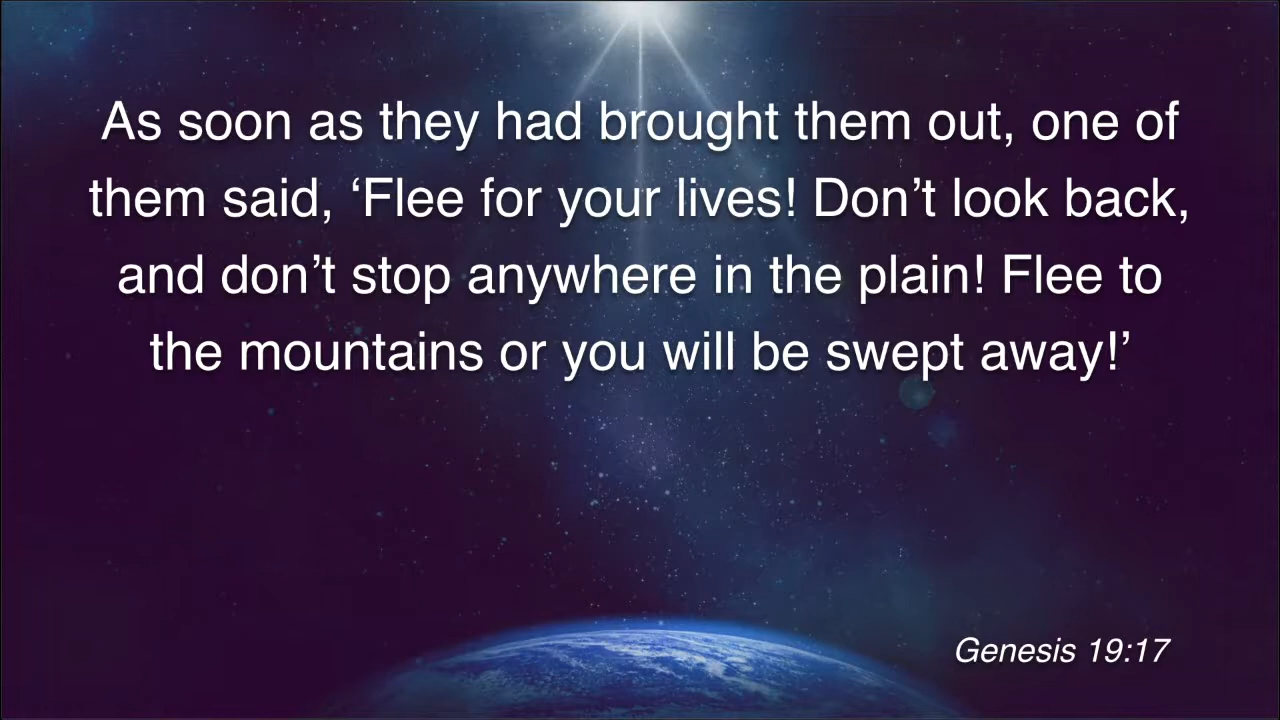 As soon as they had brought them out, one of
them said, ‘Flee for your lives! Don’t look back,
and don’t stop anywhere in the plain! Flee to
the mountains or you will be swept away!’
Genesis 19:17